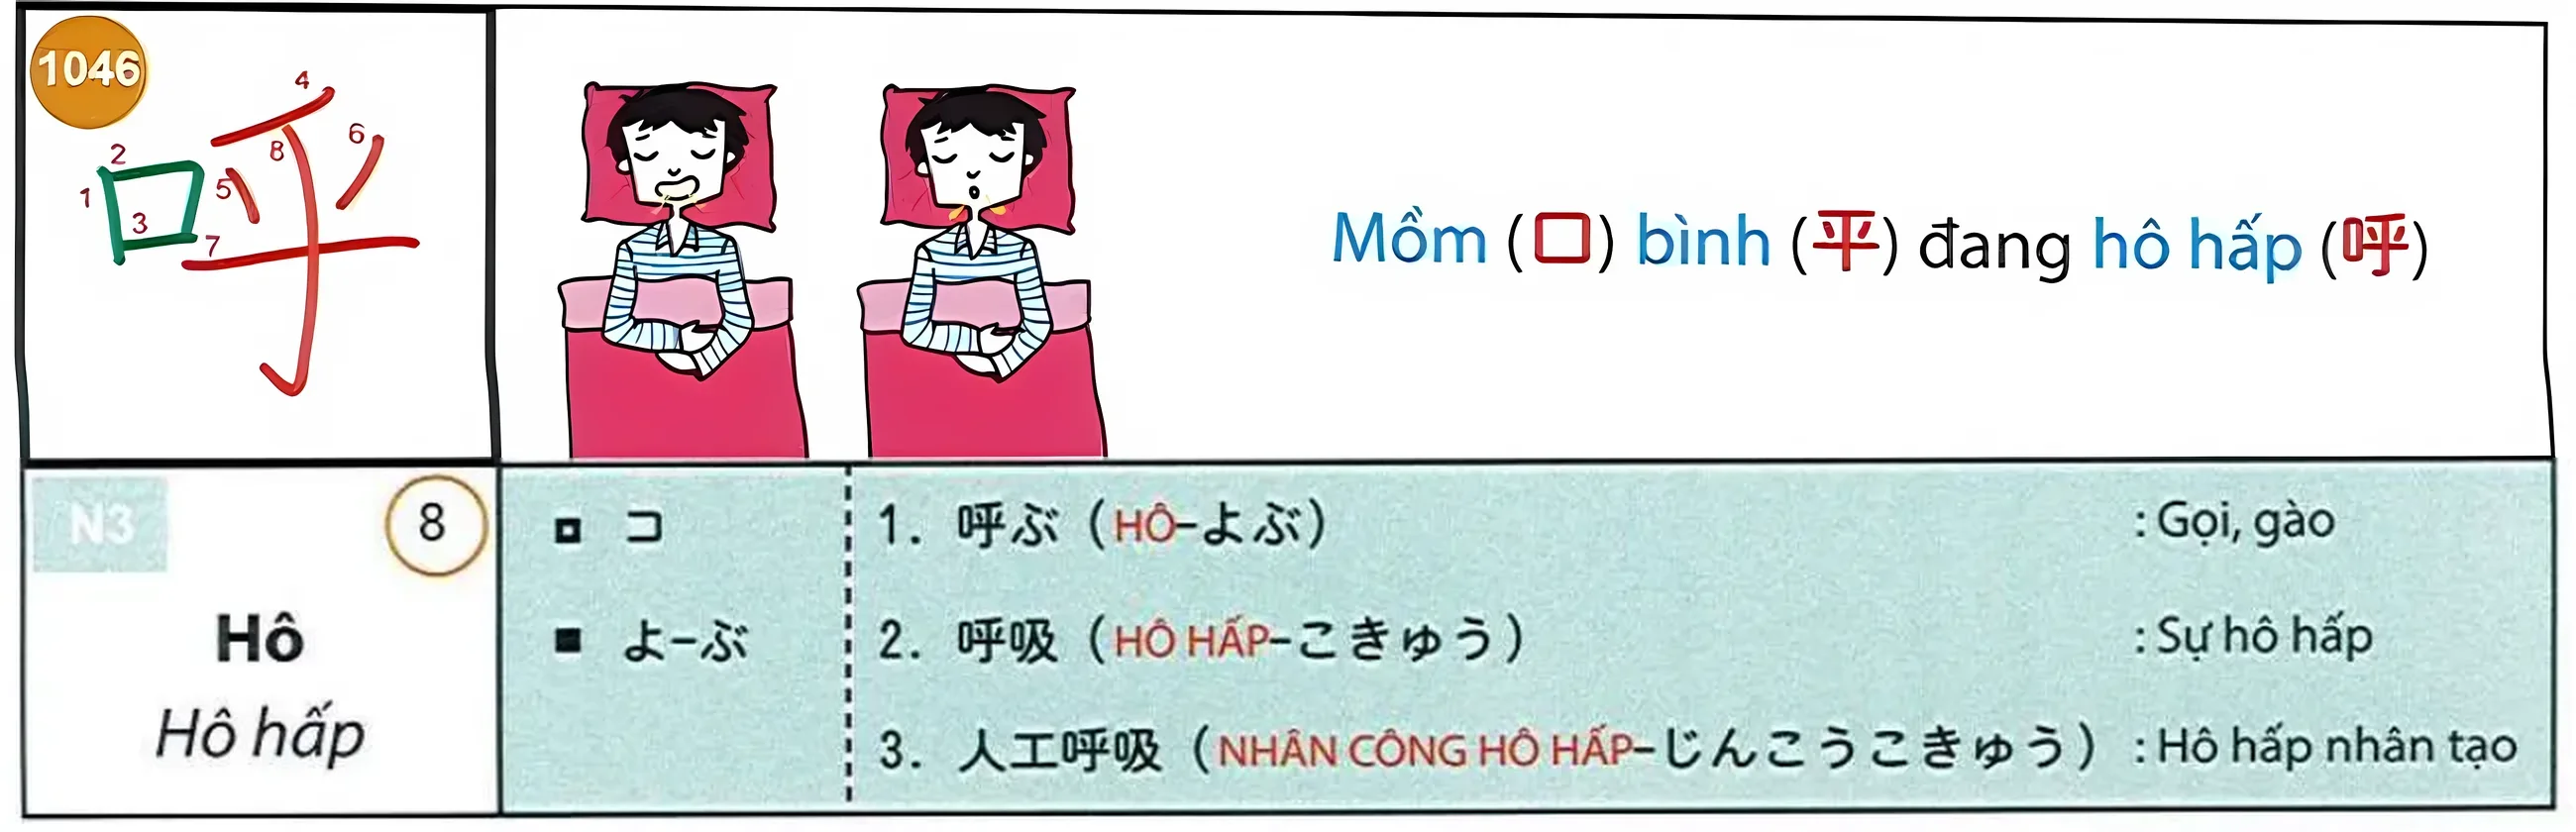 1046
呼
1 2 3 4 5 6 7 8
Mồm (口) bình (平) đang hô hấp (呼)
N3
8
Hô
Hô hấp
コ
よ-ぶ
1. 呼ぶ (HÔ-よぶ) : Gọi, gào
2. 呼吸 (HÔ HẤP-こきゅう) : Sự hô hấp
3. 人工呼吸 (NHÂN CÔNG HÔ HẤP-じんこうこきゅう) : Hô hấp nhân tạo